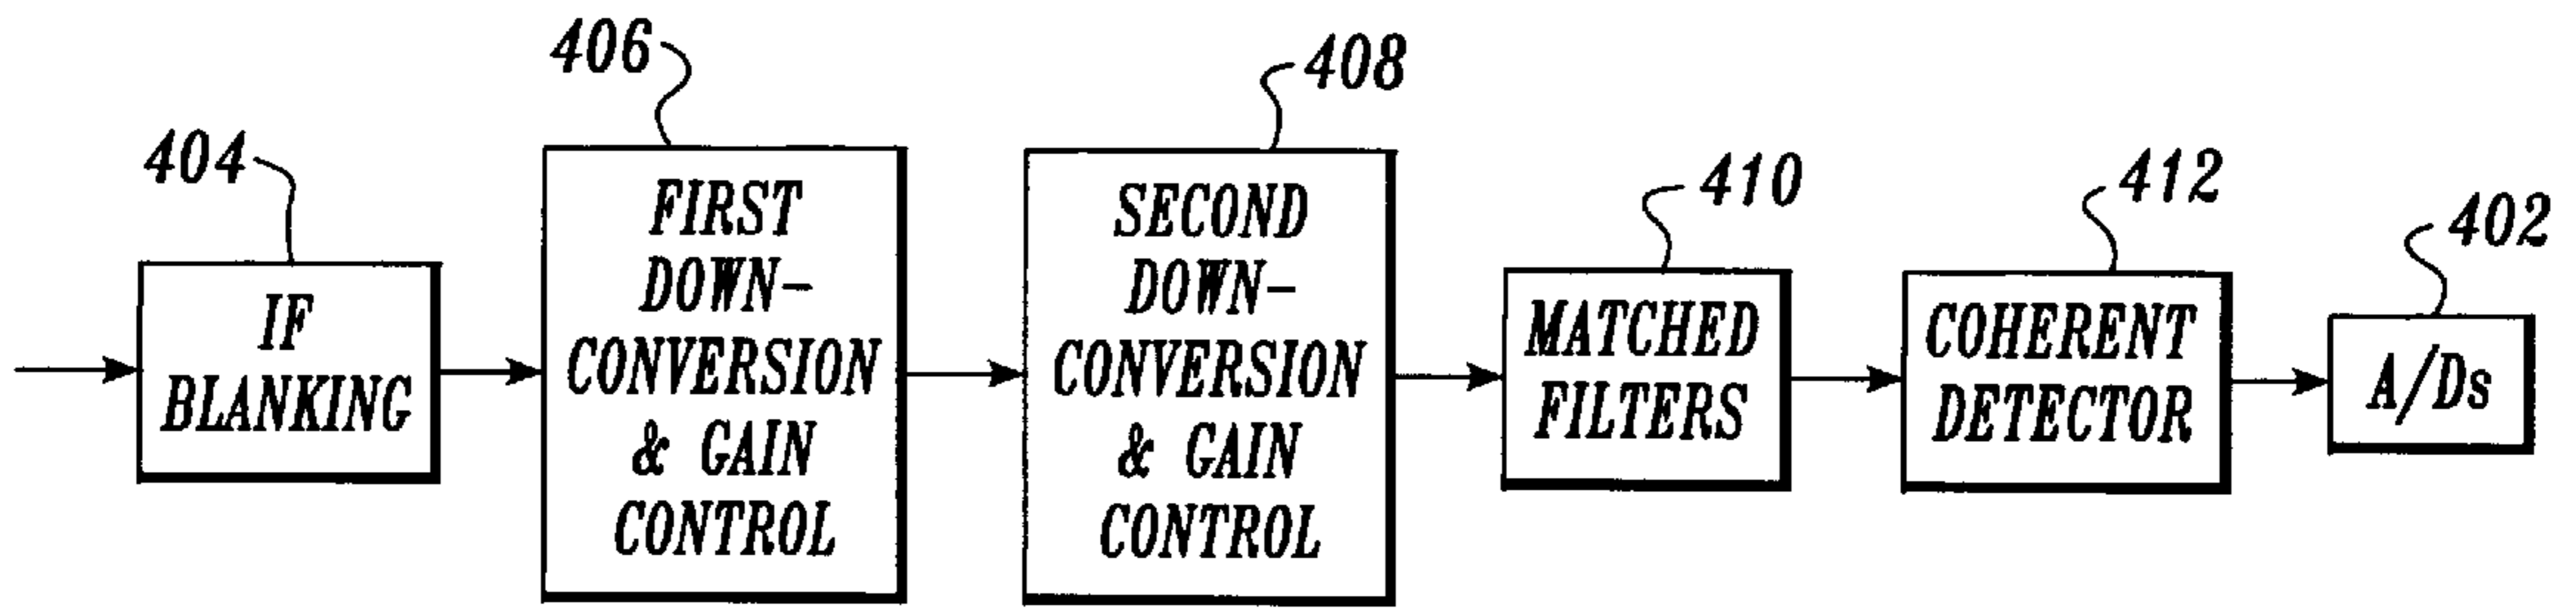 404
IF
BLANKING
406
FIRST
DOWN-
CONVERSION
& GAIN
CONTROL
408
SECOND
DOWN-
CONVERSION
& GAIN
CONTROL
410
MATCHED
FILTERS
412
COHERENT
DETECTOR
402
A/Ds